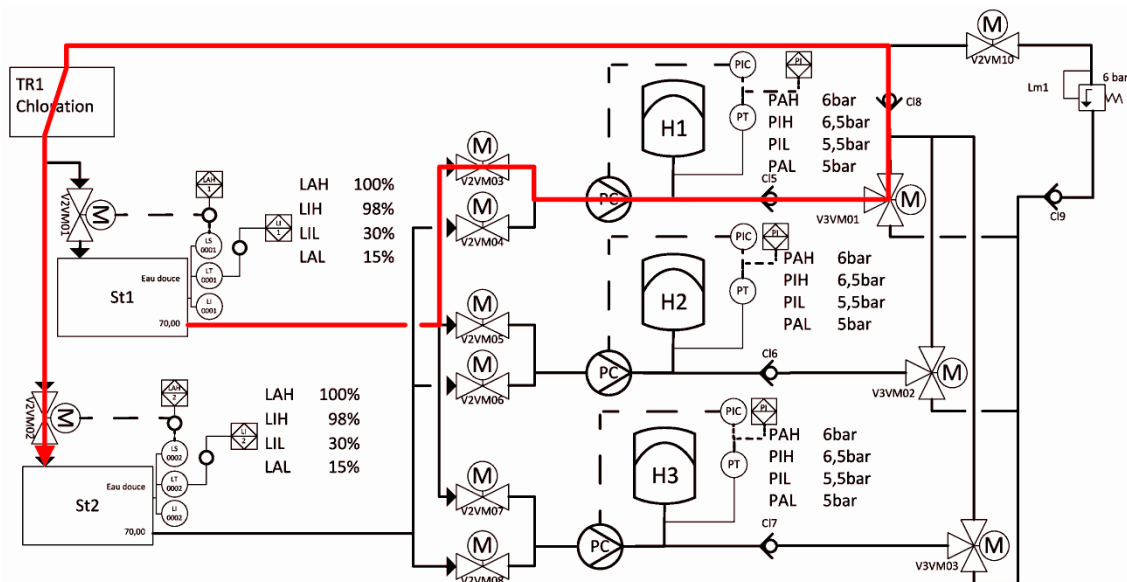 M
V2VM10
6 bar
Lm1
TR1
Chloration
PIC
PI
H1
PT
PAH 6bar
PIH 6,5bar
PIL 5,5bar
PAL 5bar
Cl8
M
V2VM03
PC
Cl5
M
V3VM01
Cl9
LAH
1
LAH 100%
LIH 98%
LIL 30%
LAL 15%
V2VM01
M
LI
1
LS
0001
LT
0001
LI
0001
M
V2VM04
Eau douce
St1
70,00
PIC
PI
H2
PT
PAH 6bar
PIH 6,5bar
PIL 5,5bar
PAL 5bar
M
V2VM05
M
V2VM06
PC
Cl6
M
V3VM02
LAH
2
LAH 100%
LIH 98%
LIL 30%
LAL 15%
V2VM02
M
LI
2
LS
0002
LT
0002
LI
0002
Eau douce
St2
70,00
PIC
PI
H3
PT
PAH 6bar
PIH 6,5bar
PIL 5,5bar
PAL 5bar
M
V2VM07
M
V2VM08
PC
Cl7
M
V3VM03